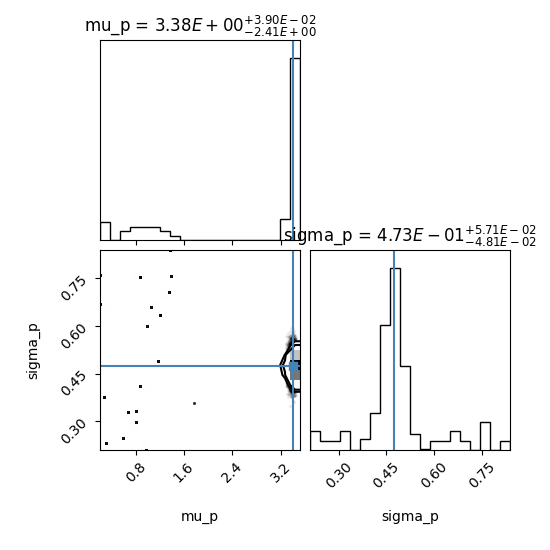 mu_p = 3.38E + 00 +3.90E − 02 −2.41E + 00
sigma_p = 4.73E − 01 +5.71E − 02 −4.81E − 02
0.75
0.60
0.45
0.30
sigma_p
0.8 1.6 2.4 3.2
mu_p
0.30 0.45 0.60 0.75
sigma_p